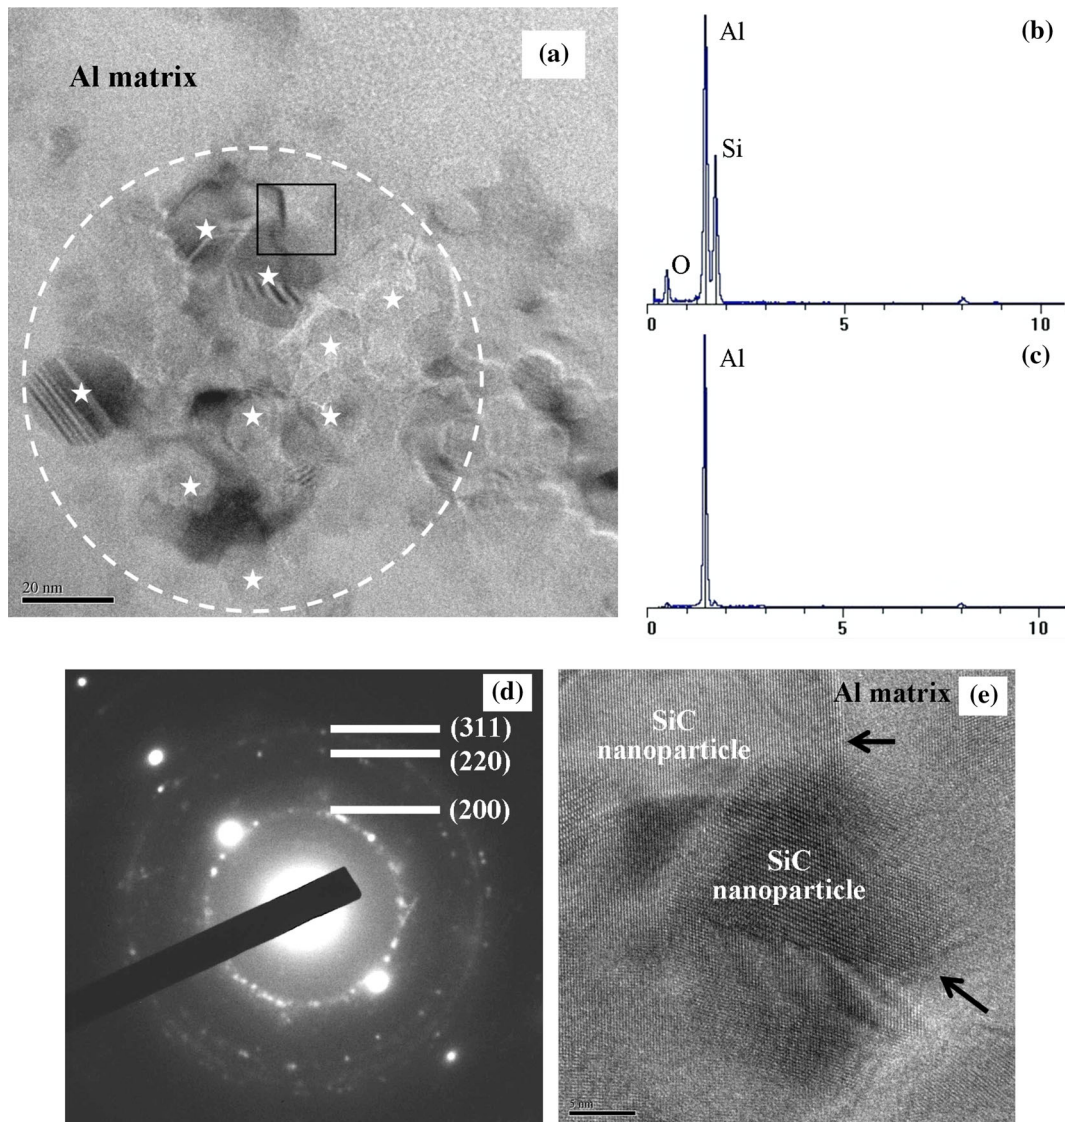 Al matrix
(a)
20 nm
Al
(b)
Si
O
0 5 10
Al
(c)
0 5 10
(d)
(311)
(220)
(200)
Al matrix
(e)
SiC
nanoparticle
SiC
nanoparticle
5 nm